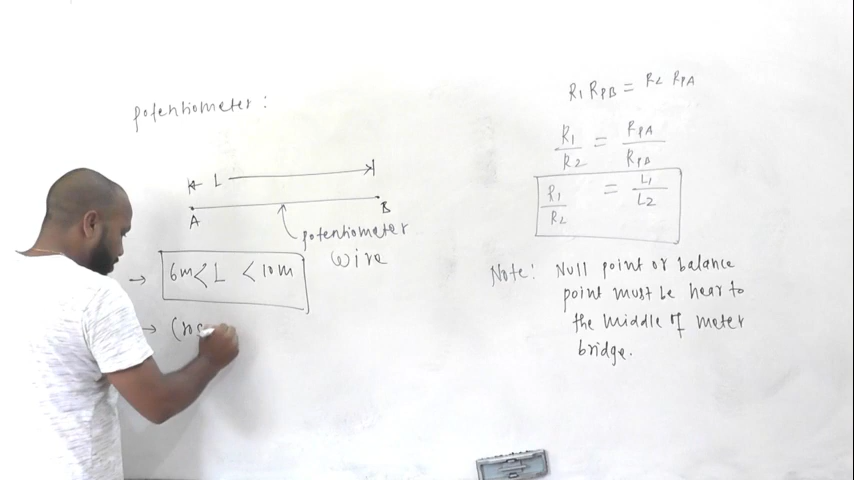 potentiometer :
L
A B
potentiometer
wire
→ 6m < L < 10m
→ Cros
R1 RPB = R2 RPA
R1/R2 = RPA/RPB
R1/R2 = L1/L2
Note: Null point or balance
point must be near to
the middle of meter
bridge.